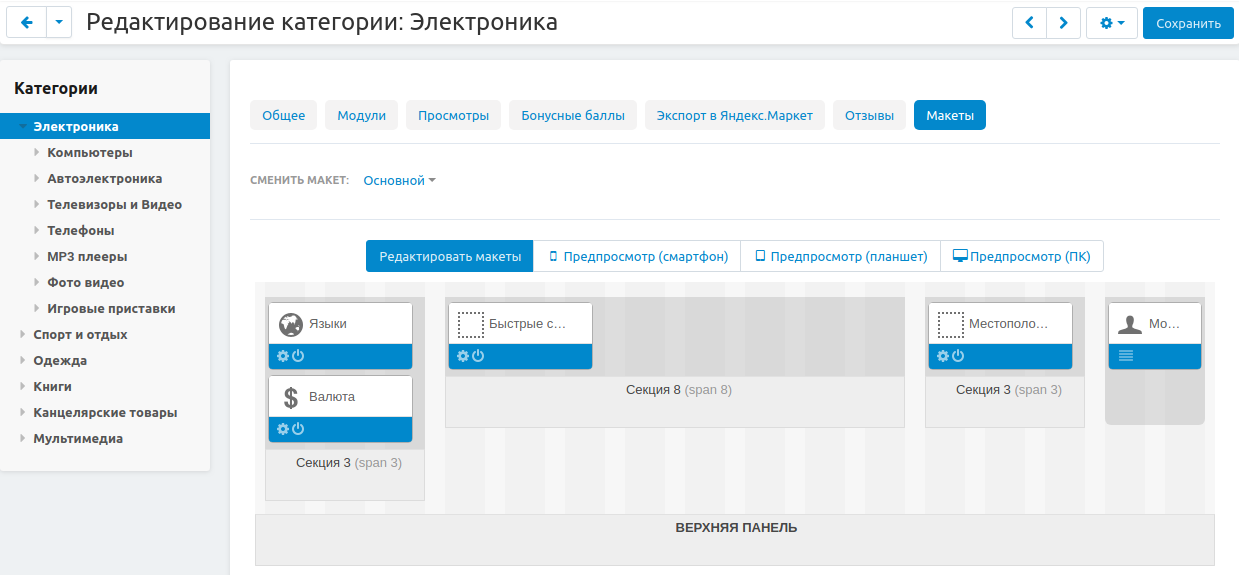 Редактирование категории: Электроника
Сохранить
Категории
Электроника
Компьютеры
Автоэлектроника
Телевизоры и Видео
Телефоны
MP3 плееры
Фото видео
Игровые приставки
Спорт и отдых
Одежда
Книги
Канцелярские товары
Мультимедиа
Общее Модули Просмотры Бонусные баллы Экспорт в Яндекс.Маркет Отзывы Макеты
СМЕНИТЬ МАКЕТ: Основной
Редактировать макеты Предпросмотр (смартфон) Предпросмотр (планшет) Предпросмотр (ПК)
Языки
Валюта
Секция 3 (span 3)
Быстрые с...
Секция 8 (span 8)
Местополо...
Секция 3 (span 3)
Мо...
ВЕРХНЯЯ ПАНЕЛЬ